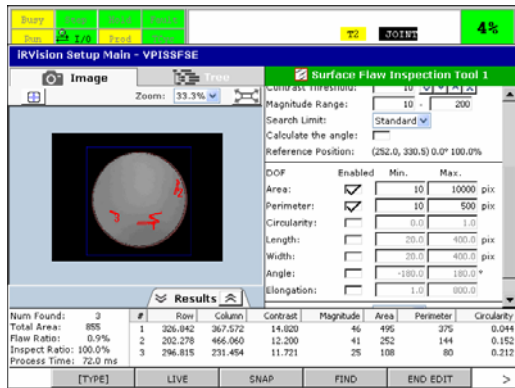 Busy Step Hold Fault
Run I/O Prod TCyc
T2 JOINT 4%
iRVision Setup Main - VPISSFSE
Image Tree
Surface Flaw Inspection Tool 1
Zoom: 33.3%
Contrast Threshold: 10
Magnitude Range: 10 - 200
Search Limit: Standard
Calculate the angle:
Reference Position: (252.0, 330.5) 0.0° 100.0%
DOF Enabled Min. Max.
Area: 10 10000 pix
Perimeter: 10 500 pix
Circularity: 0.0 1.0
Length: 20.0 400.0 pix
Width: 20.0 400.0 pix
Angle: -180.0 180.0 °
Elongation: 1.0 800.0
Results
Num Found: 3
Total Area: 855
Flaw Ratio: 0.9%
Inspect Ratio: 100.0%
Process Time: 72.0 ms
# Row Column Contrast Magnitude Area Perimeter Circularity
1 326.842 367.572 14.820 46 495 375 0.044
2 202.278 466.060 12.200 41 252 144 0.152
3 296.815 231.454 11.721 25 108 80 0.212
[TYPE] LIVE SNAP FIND END EDIT >